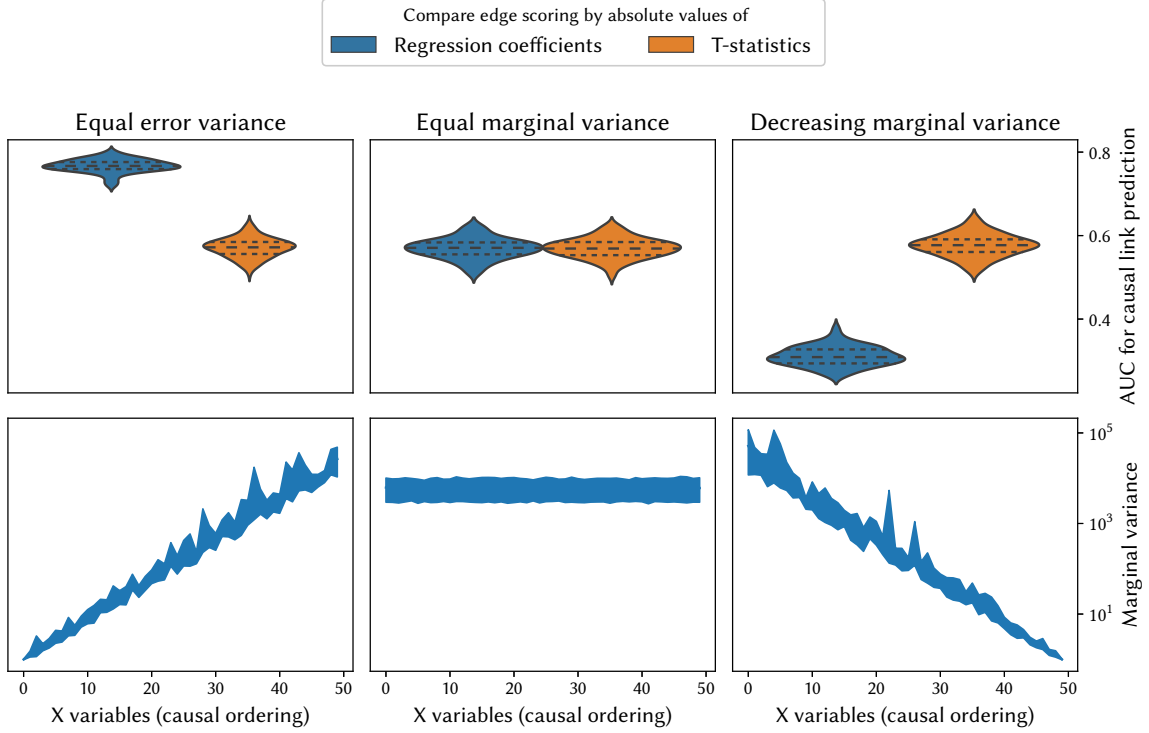 Compare edge scoring by absolute values of
Regression coefficients T-statistics
Equal error variance Equal marginal variance Decreasing marginal variance
0.8
0.6
0.4
AUC for causal link prediction
10^5
10^3
10^1
Marginal variance
0 10 20 30 40 50 0 10 20 30 40 50 0 10 20 30 40 50
X variables (causal ordering) X variables (causal ordering) X variables (causal ordering)